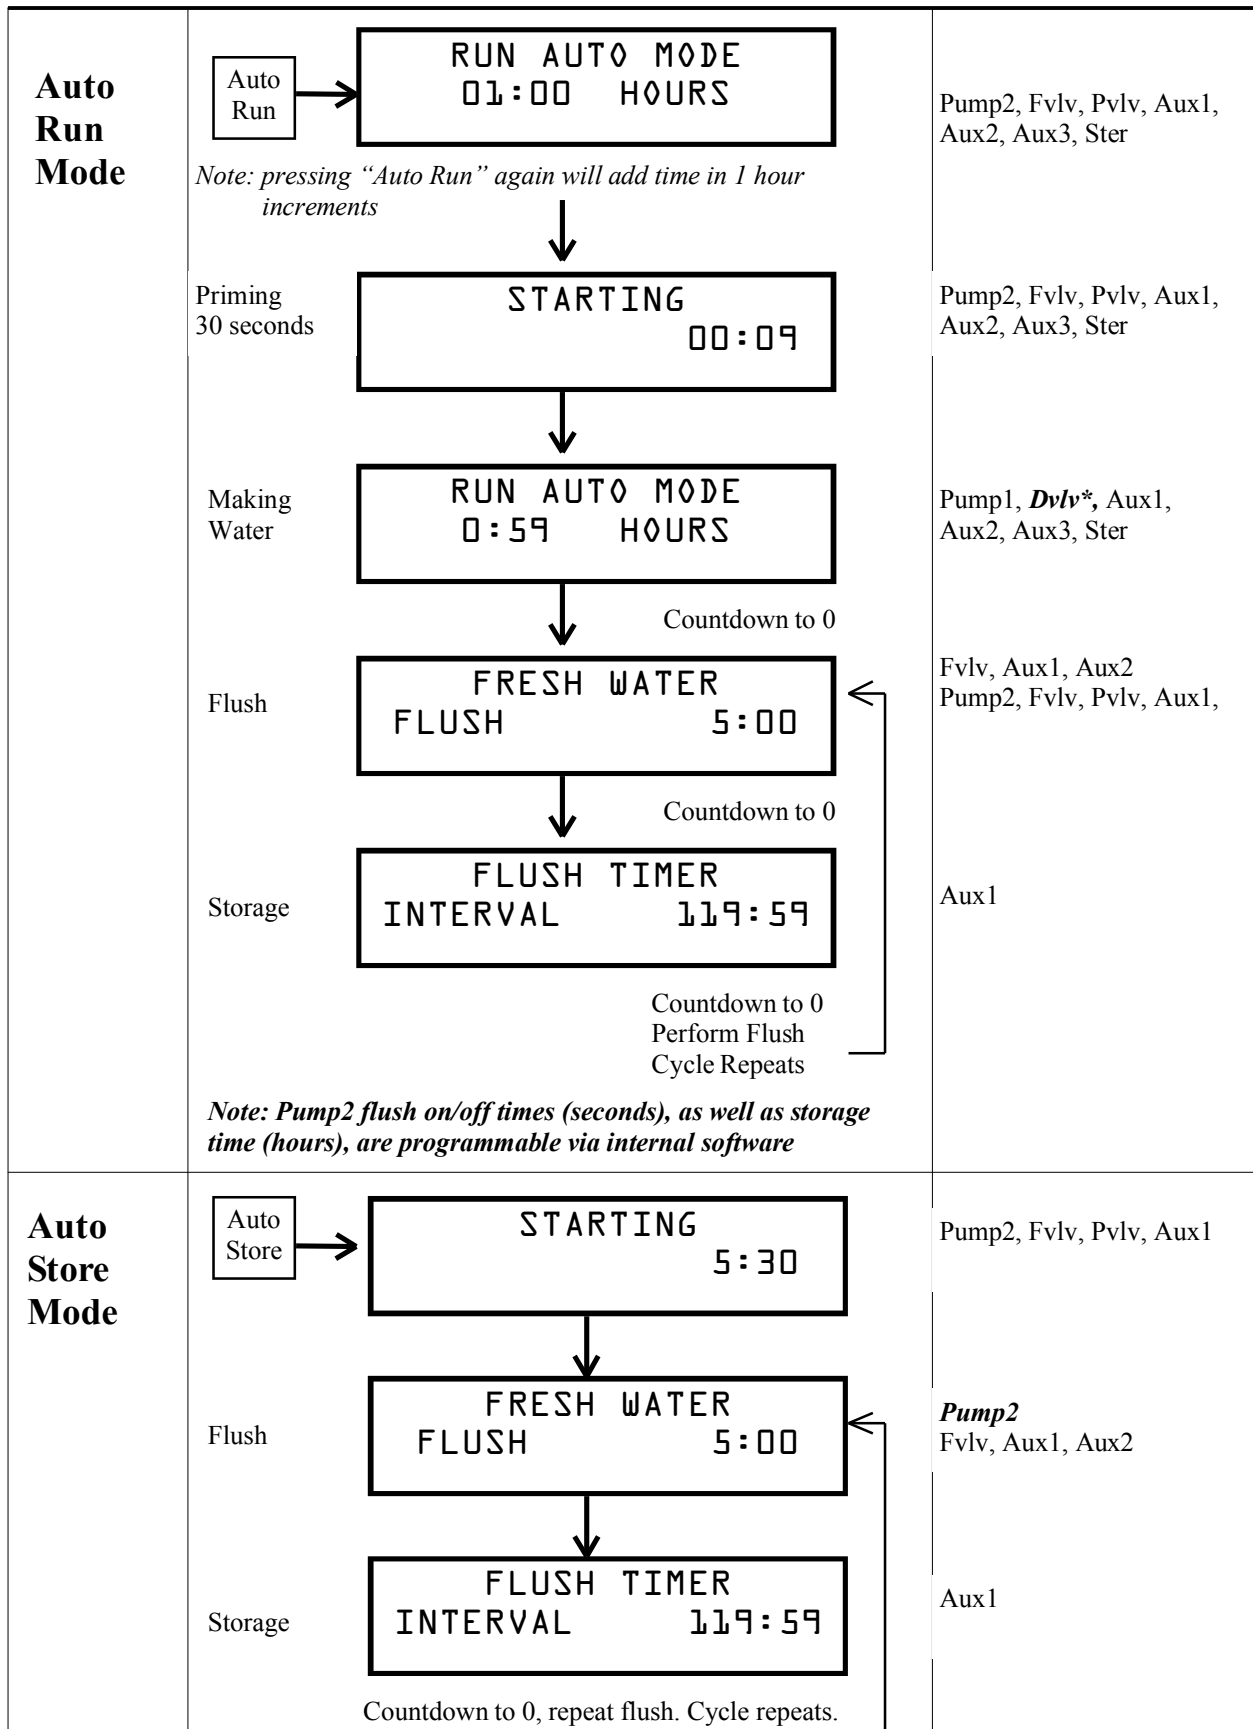 Auto
Run
Mode
Auto
Run
RUN AUTO MODE
01:00 HOURS
Pump2, Fvlv, Pvlv, Aux1,
Aux2, Aux3, Ster
Note: pressing “Auto Run” again will add time in 1 hour
increments
Priming
30 seconds
STARTING
00:09
Pump2, Fvlv, Pvlv, Aux1,
Aux2, Aux3, Ster
Making
Water
RUN AUTO MODE
0:59 HOURS
Pump1, Dvlv*, Aux1,
Aux2, Aux3, Ster
Countdown to 0
Flush
FRESH WATER
FLUSH 5:00
Fvlv, Aux1, Aux2
Pump2, Fvlv, Pvlv, Aux1,
Countdown to 0
Storage
FLUSH TIMER
INTERVAL 119:59
Aux1
Countdown to 0
Perform Flush
Cycle Repeats
Note: Pump2 flush on/off times (seconds), as well as storage
time (hours), are programmable via internal software
Auto
Store
Mode
Auto
Store
STARTING
5:30
Pump2, Fvlv, Pvlv, Aux1
Flush
FRESH WATER
FLUSH 5:00
Pump2
Fvlv, Aux1, Aux2
Storage
FLUSH TIMER
INTERVAL 119:59
Aux1
Countdown to 0, repeat flush. Cycle repeats.